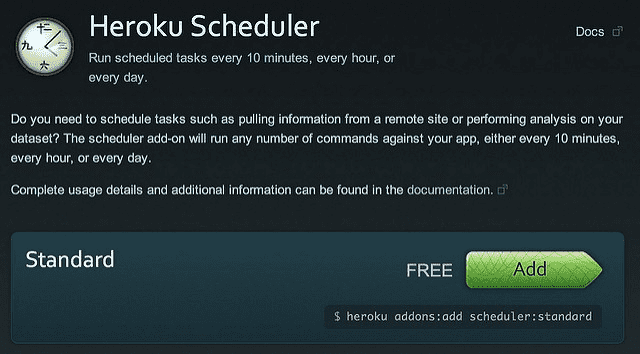 十二
三
六
九
Heroku Scheduler
Docs
Run scheduled tasks every 10 minutes, every hour, or
every day.
Do you need to schedule tasks such as pulling information from a remote site or performing analysis on your
dataset? The scheduler add-on will run any number of commands against your app, either every 10 minutes,
every hour, or every day.
Complete usage details and additional information can be found in the documentation.
Standard
FREE
Add
$ heroku addons:add scheduler:standard